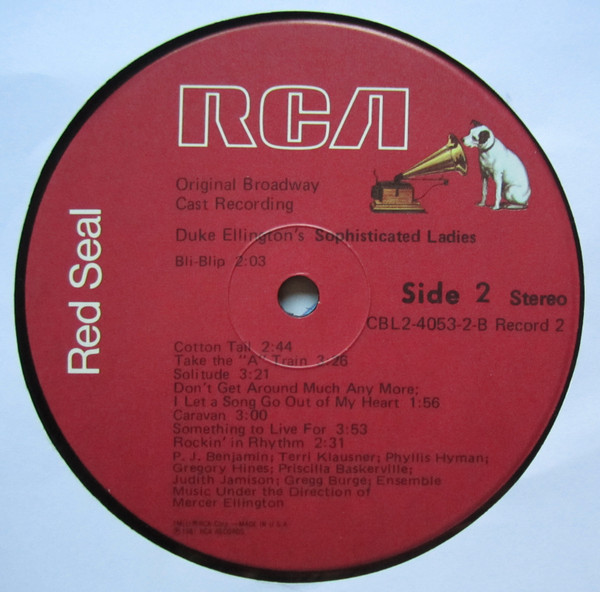 RCA
Red Seal
Original Broadway
Cast Recording
Duke Ellington's Sophisticated Ladies
Bli-Blip 2:03
Side 2 Stereo
CBL2-4053-2-B Record 2
Cotton Tail 2:44
Take the "A" Train 3:26
Solitude 3:21
Don't Get Around Much Any More;
I Let a Song Go Out of My Heart 1:56
Caravan 3:00
Something to Live For 3:53
Rockin' in Rhythm 2:31
P. J. Benjamin; Terri Klausner; Phyllis Hyman;
Gregory Hines; Priscilla Baskerville;
Judith Jamison; Gregg Burge; Ensemble
Music Under the Direction of
Mercer Ellington
MADE IN U.S.A.
RCA RECORDS